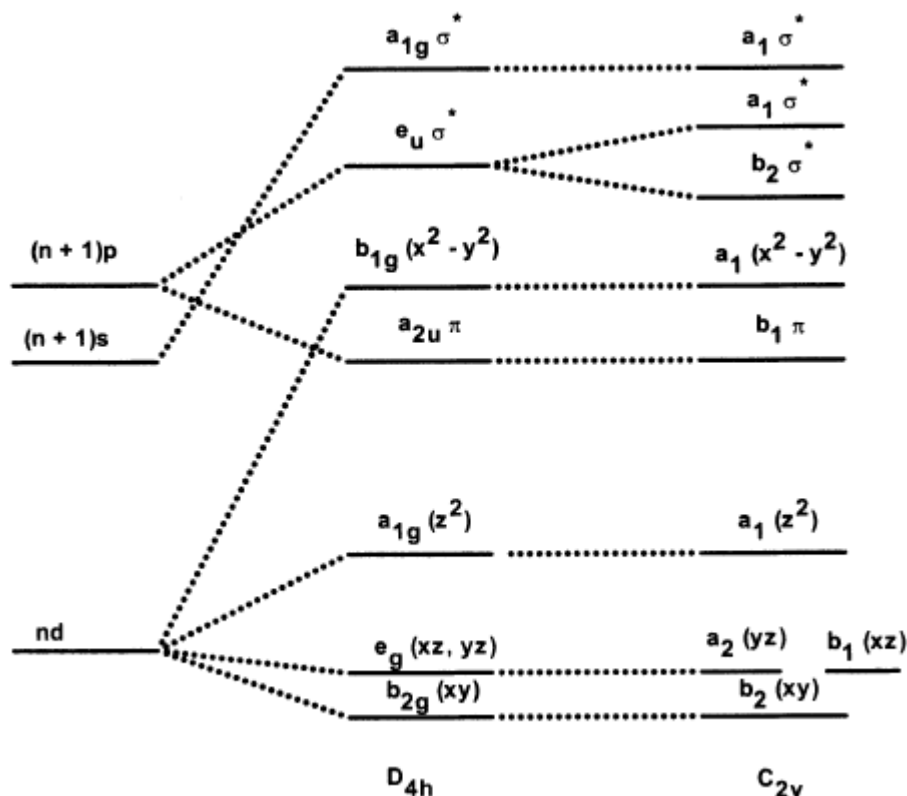 a1g σ* a1 σ*
a1 σ*
eu σ*
b2 σ*
(n + 1)p b1g (x² - y²) a1 (x² - y²)
(n + 1)s a2u π b1 π
a1g (z²) a1 (z²)
nd eg (xz, yz) a2 (yz) b1 (xz)
b2g (xy) b2 (xy)
D4h C2v